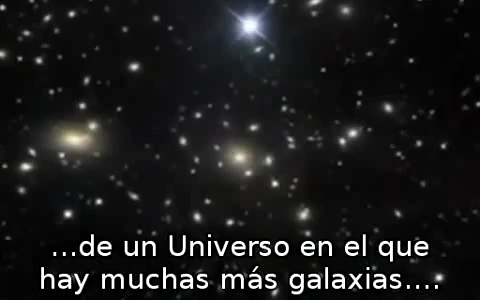 ...de un Universo en el que
hay muchas más galaxias....